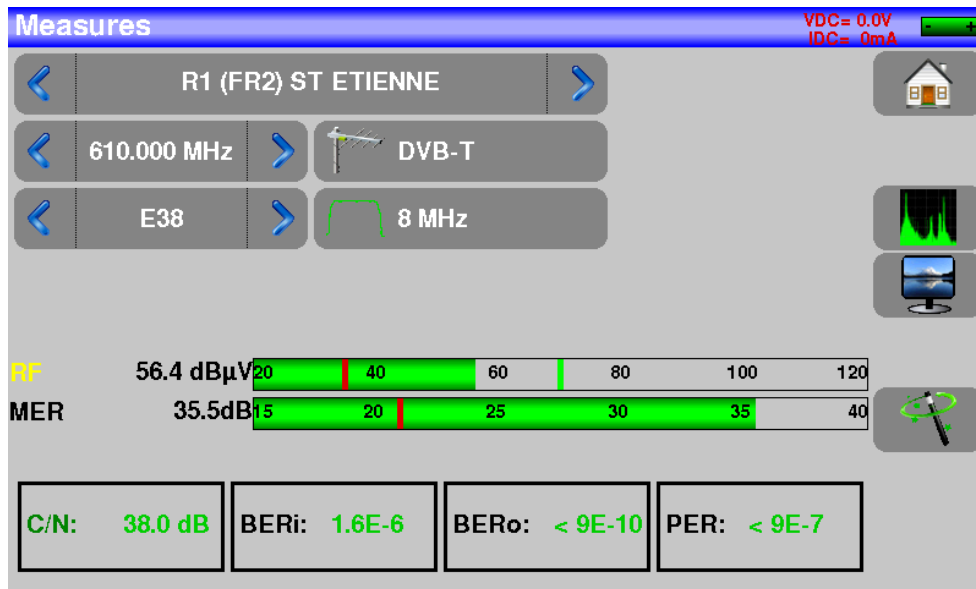 Measures
VDC= 0.0V
IDC= 0mA
- +
R1 (FR2) ST ETIENNE
610.000 MHz
DVB-T
E38
8 MHz
RF 56.4 dBµV 20 40 60 80 100 120
MER 35.5dB 15 20 25 30 35 40
C/N: 38.0 dB
BERi: 1.6E-6
BERo: < 9E-10
PER: < 9E-7